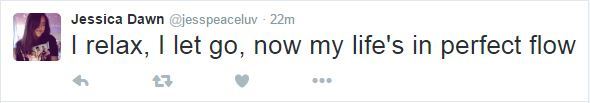 Jessica Dawn @jesspeaceluv · 22m
I relax, I let go, now my life's in perfect flow